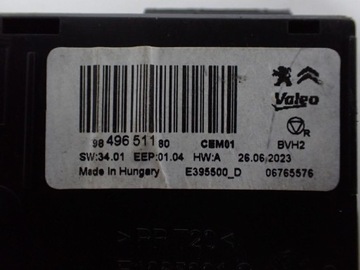 Valeo
R
98 496 511 80 CEM01 BVH2
SW:34.01 EEP:01.04 HW:A 26.06.2023
Made in Hungary E395500_D 06765576